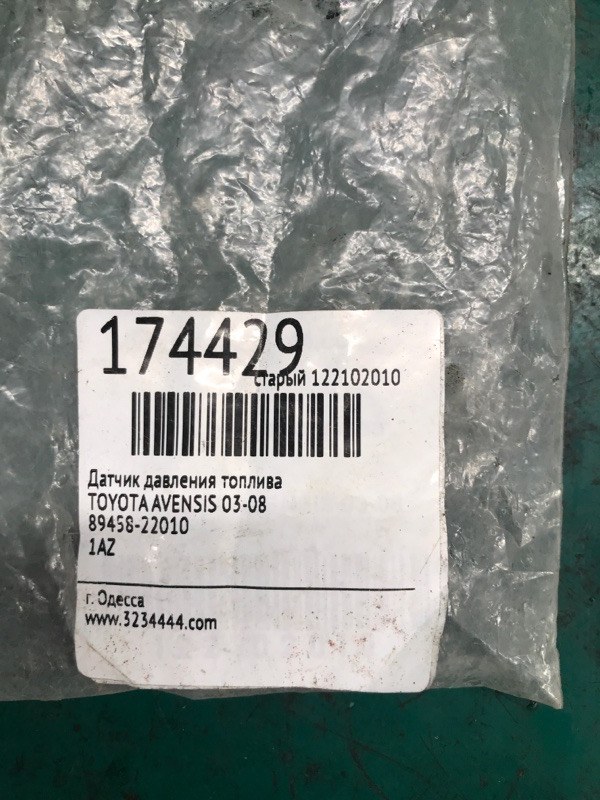 174429
старый 122102010
Датчик давления топлива
TOYOTA AVENSIS 03-08
89458-22010
1AZ
г. Одесса
www.3234444.com